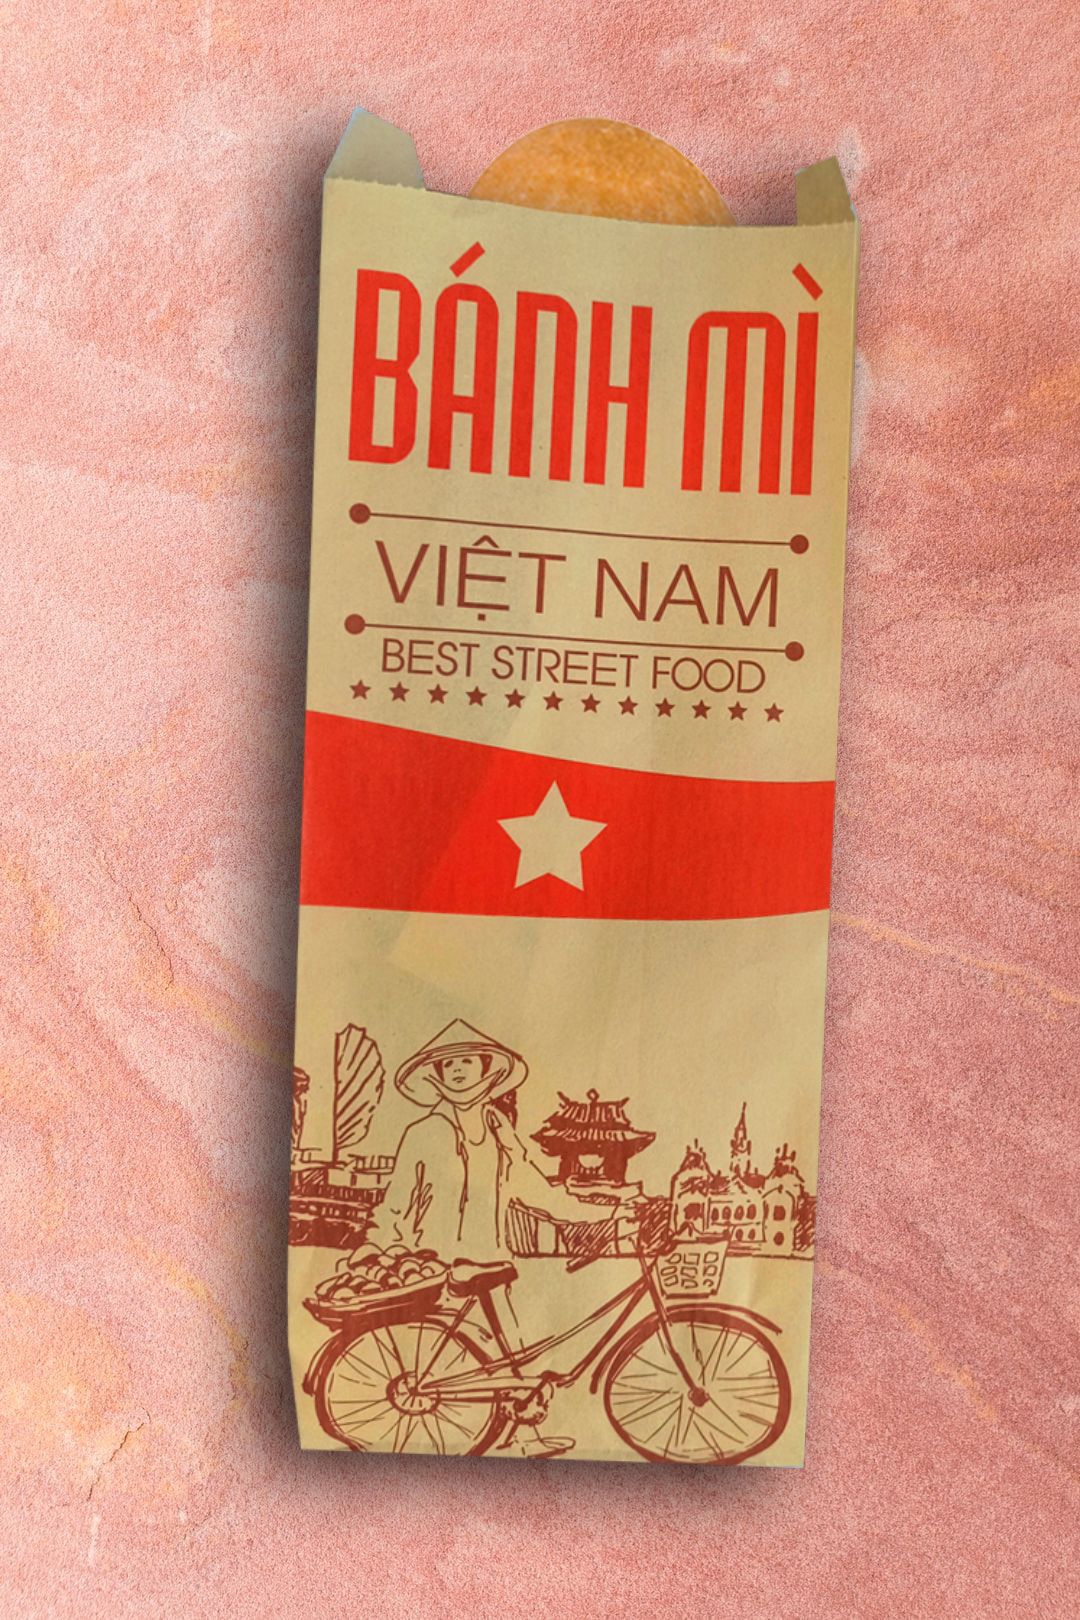 BÁNH MÌ
VIỆT NAM
BEST STREET FOOD